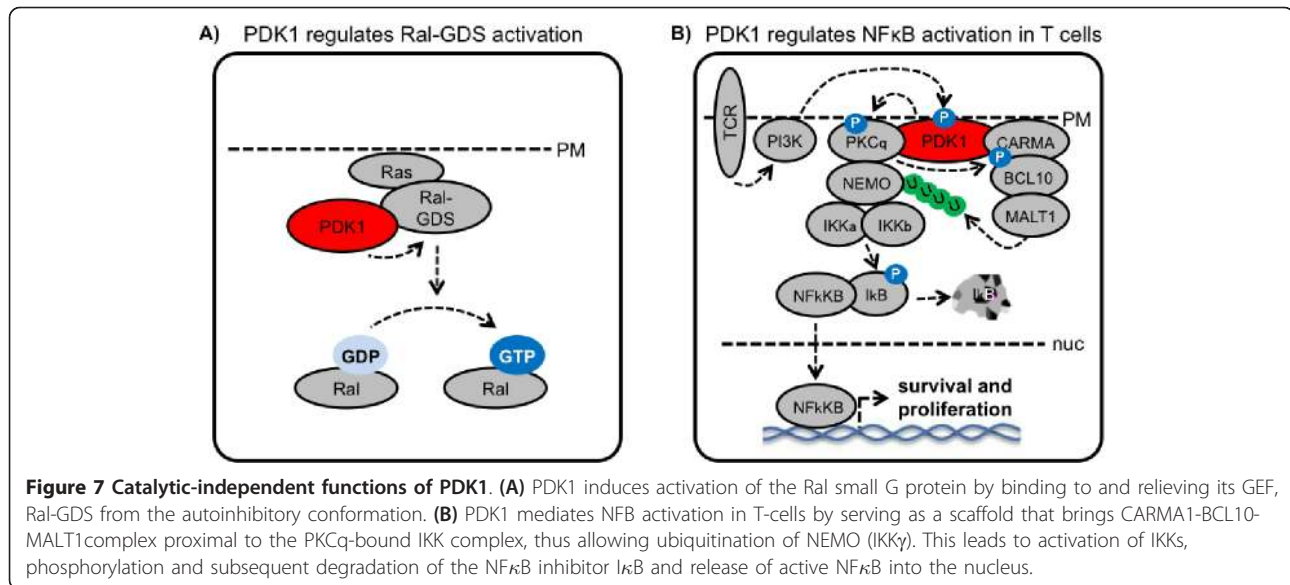 A) PDK1 regulates Ral-GDS activation
PM
Ras
Ral-
GDS
PDK1
GDP
GTP
Ral
Ral
B) PDK1 regulates NFκB activation in T cells
PM
TCR
PI3K
P
PKCq
P
PDK1
CARMA
P
BCL10
MALT1
NEMO
U U U U
IKKa
IKKb
NFkKB
IkB
P
IkB
nuc
NFkKB
survival and
proliferation
Figure 7 Catalytic-independent functions of PDK1. (A) PDK1 induces activation of the Ral small G protein by binding to and relieving its GEF,
Ral-GDS from the autoinhibitory conformation. (B) PDK1 mediates NFB activation in T-cells by serving as a scaffold that brings CARMA1-BCL10-
MALT1complex proximal to the PKCq-bound IKK complex, thus allowing ubiquitination of NEMO (IKKγ). This leads to activation of IKKs,
phosphorylation and subsequent degradation of the NFκB inhibitor IκB and release of active NFκB into the nucleus.